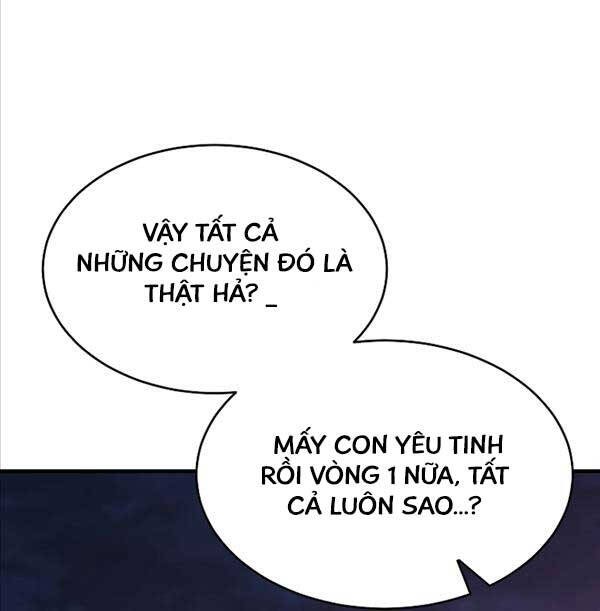 VẬY TẤT CẢ
NHỮNG CHUYỆN ĐÓ LÀ
THẬT HẢ? _
MẤY CON YÊU TINH
RỒI VÒNG 1 NỮA, TẤT
CẢ LUÔN SAO...?